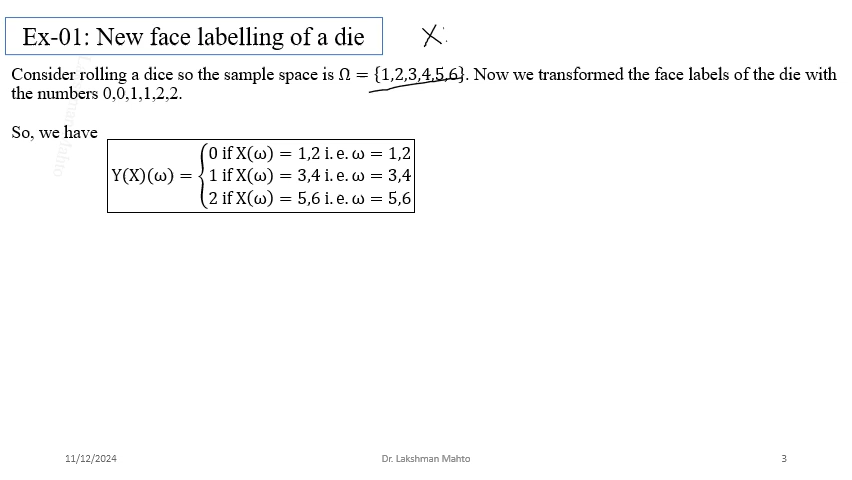 Ex-01: New face labelling of a die
X:
Consider rolling a dice so the sample space is Ω = {1,2,3,4,5,6}. Now we transformed the face labels of the die with
the numbers 0,0,1,1,2,2.
So, we have
0 if X(ω) = 1,2 i. e. ω = 1,2
Y(X)(ω) = { 1 if X(ω) = 3,4 i. e. ω = 3,4
2 if X(ω) = 5,6 i. e. ω = 5,6
11/12/2024
Dr. Lakshman Mahto
3